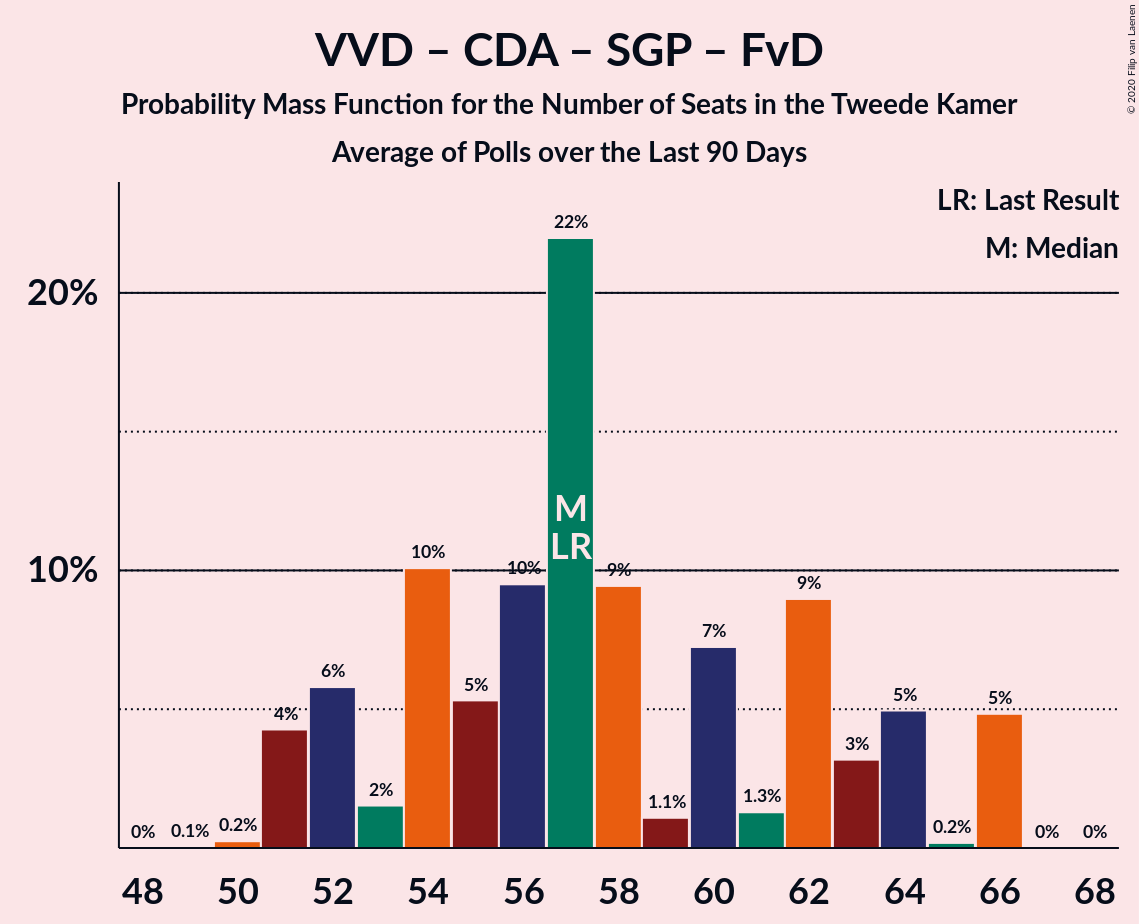 VVD – CDA – SGP – FvD
Probability Mass Function for the Number of Seats in the Tweede Kamer
Average of Polls over the Last 90 Days
© 2020 Filip van Laenen
LR: Last Result
M: Median
20%
10%
0%
0.1%
0.2%
4%
6%
2%
10%
5%
10%
22%
9%
1.1%
7%
1.3%
9%
3%
5%
0.2%
5%
0%
0%
M
LR
48 50 52 54 56 58 60 62 64 66 68